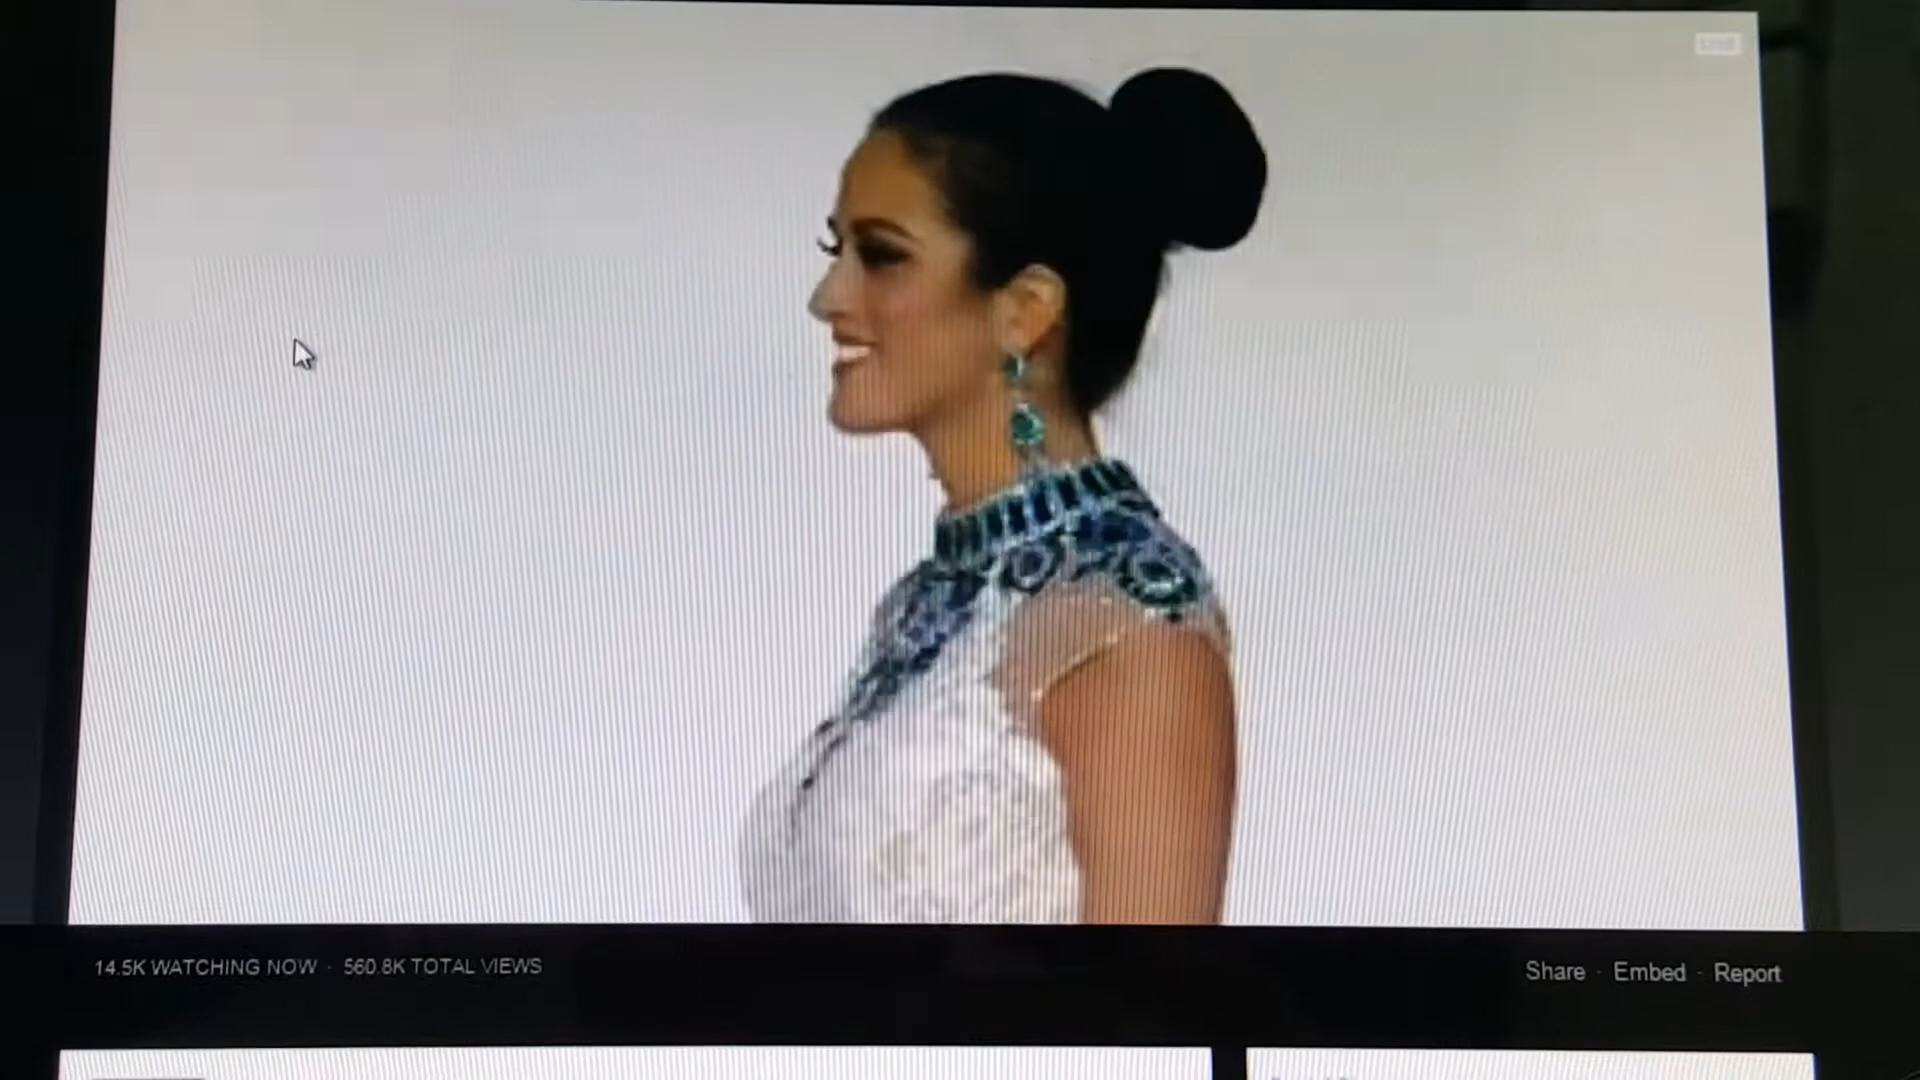 14.5K WATCHING NOW · 560.8K TOTAL VIEWS
Share · Embed · Report